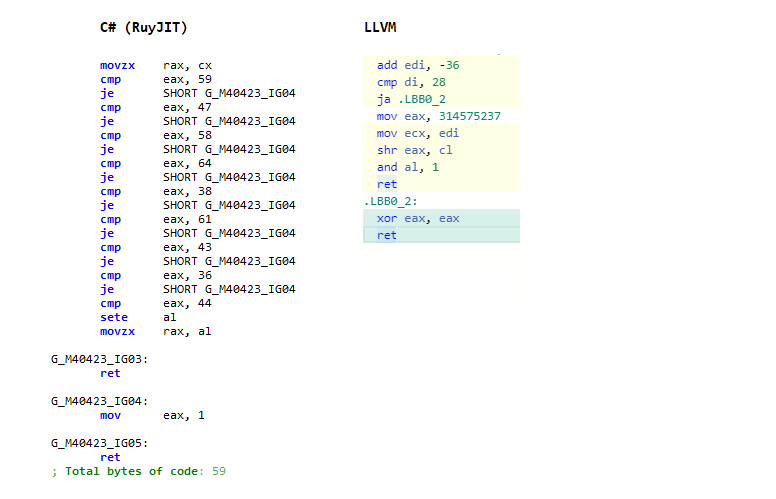 C# (RuyJIT)
movzx rax, cx
cmp eax, 59
je SHORT G_M40423_IG04
cmp eax, 47
je SHORT G_M40423_IG04
cmp eax, 58
je SHORT G_M40423_IG04
cmp eax, 64
je SHORT G_M40423_IG04
cmp eax, 38
je SHORT G_M40423_IG04
cmp eax, 61
je SHORT G_M40423_IG04
cmp eax, 43
je SHORT G_M40423_IG04
cmp eax, 36
je SHORT G_M40423_IG04
cmp eax, 44
sete al
movzx rax, al
G_M40423_IG03:
ret
G_M40423_IG04:
mov eax, 1
G_M40423_IG05:
ret
; Total bytes of code: 59
LLVM
add edi, -36
cmp di, 28
ja .LBB0_2
mov eax, 314575237
mov ecx, edi
shr eax, cl
and al, 1
ret
.LBB0_2:
xor eax, eax
ret